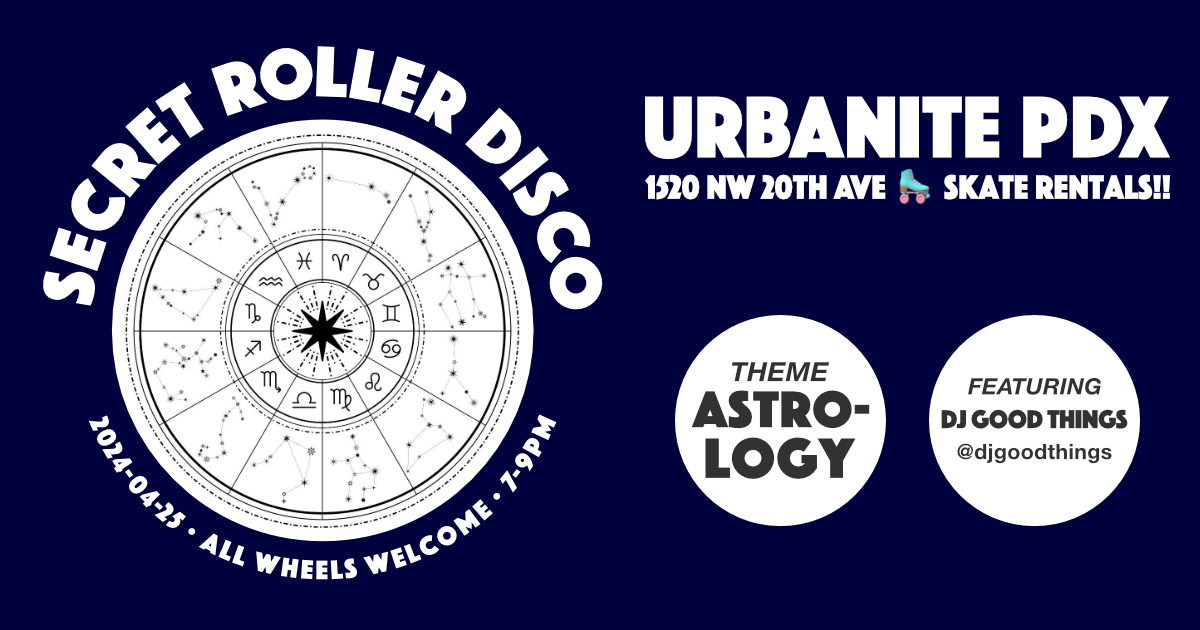 SECRET ROLLER DISCO
2024-04-25 • ALL WHEELS WELCOME • 7-9PM
URBANITE PDX
1520 NW 20TH AVE 🛼 SKATE RENTALS!!
THEME
ASTRO-
LOGY
FEATURING
DJ GOOD THINGS
@djgoodthings